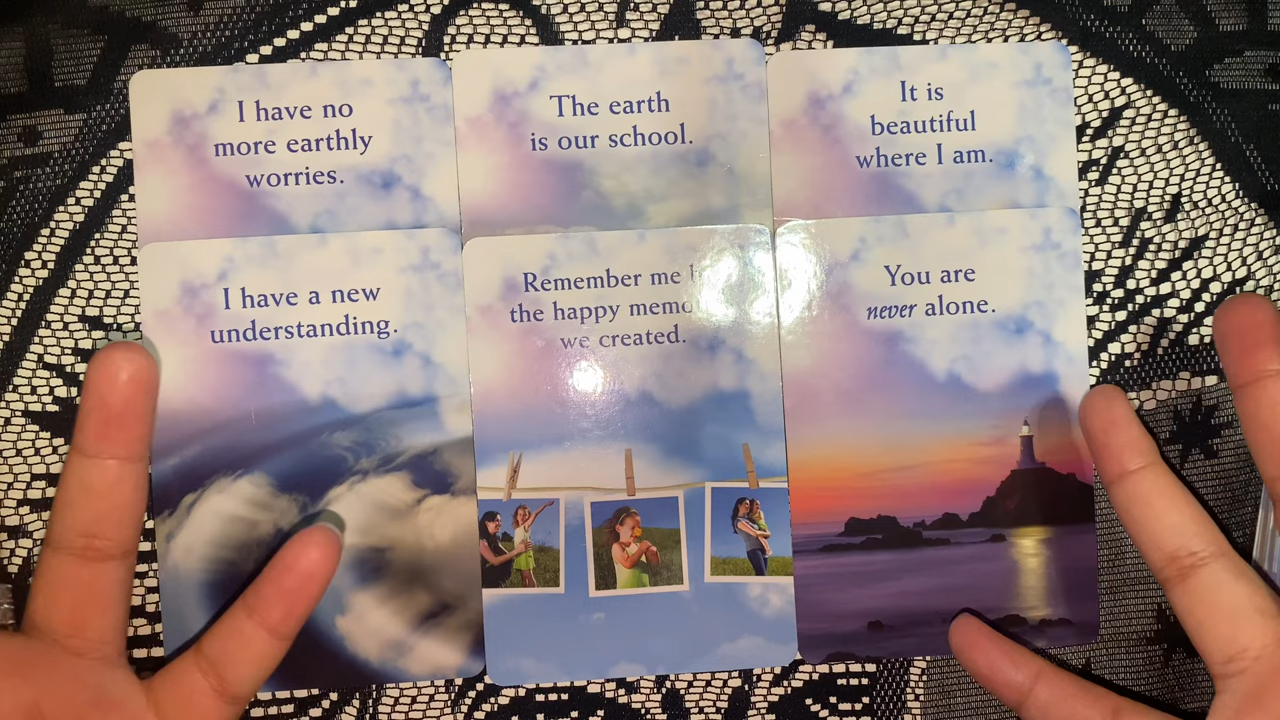 I have no
more earthly
worries.
The earth
is our school.
It is
beautiful
where I am.
I have a new
understanding.
Remember me
the happy
we created.
You are
never alone.